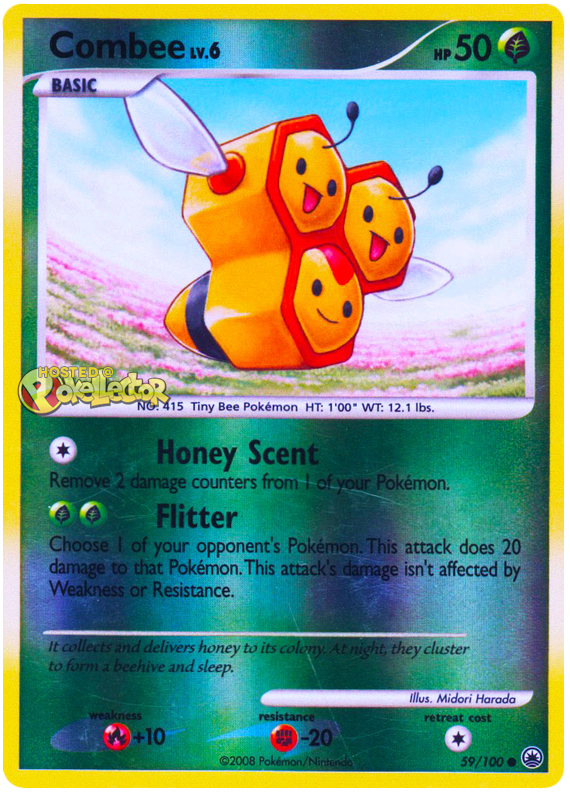 Combee LV.6
HP 50
BASIC
HOSTED @
Pokellector
NO. 415 Tiny Bee Pokémon HT: 1'00" WT: 12.1 lbs.
Honey Scent
Remove 2 damage counters from 1 of your Pokémon.
Flitter
Choose 1 of your opponent's Pokémon. This attack does 20
damage to that Pokémon. This attack's damage isn't affected by
Weakness or Resistance.
It collects and delivers honey to its colony. At night, they cluster
to form a beehive and sleep.
Illus. Midori Harada
weakness resistance retreat cost
+10 -20
©2008 Pokémon/Nintendo 59/100